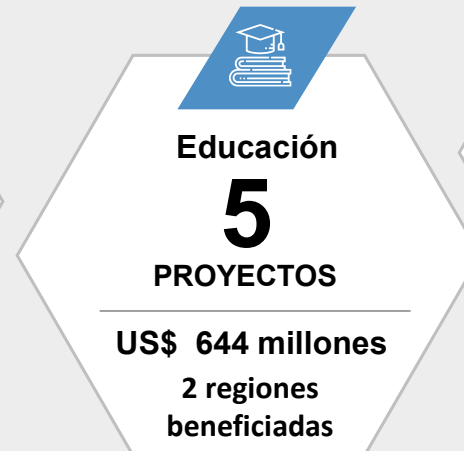 Educación
5
PROYECTOS
US$ 644 millones
2 regiones
beneficiadas